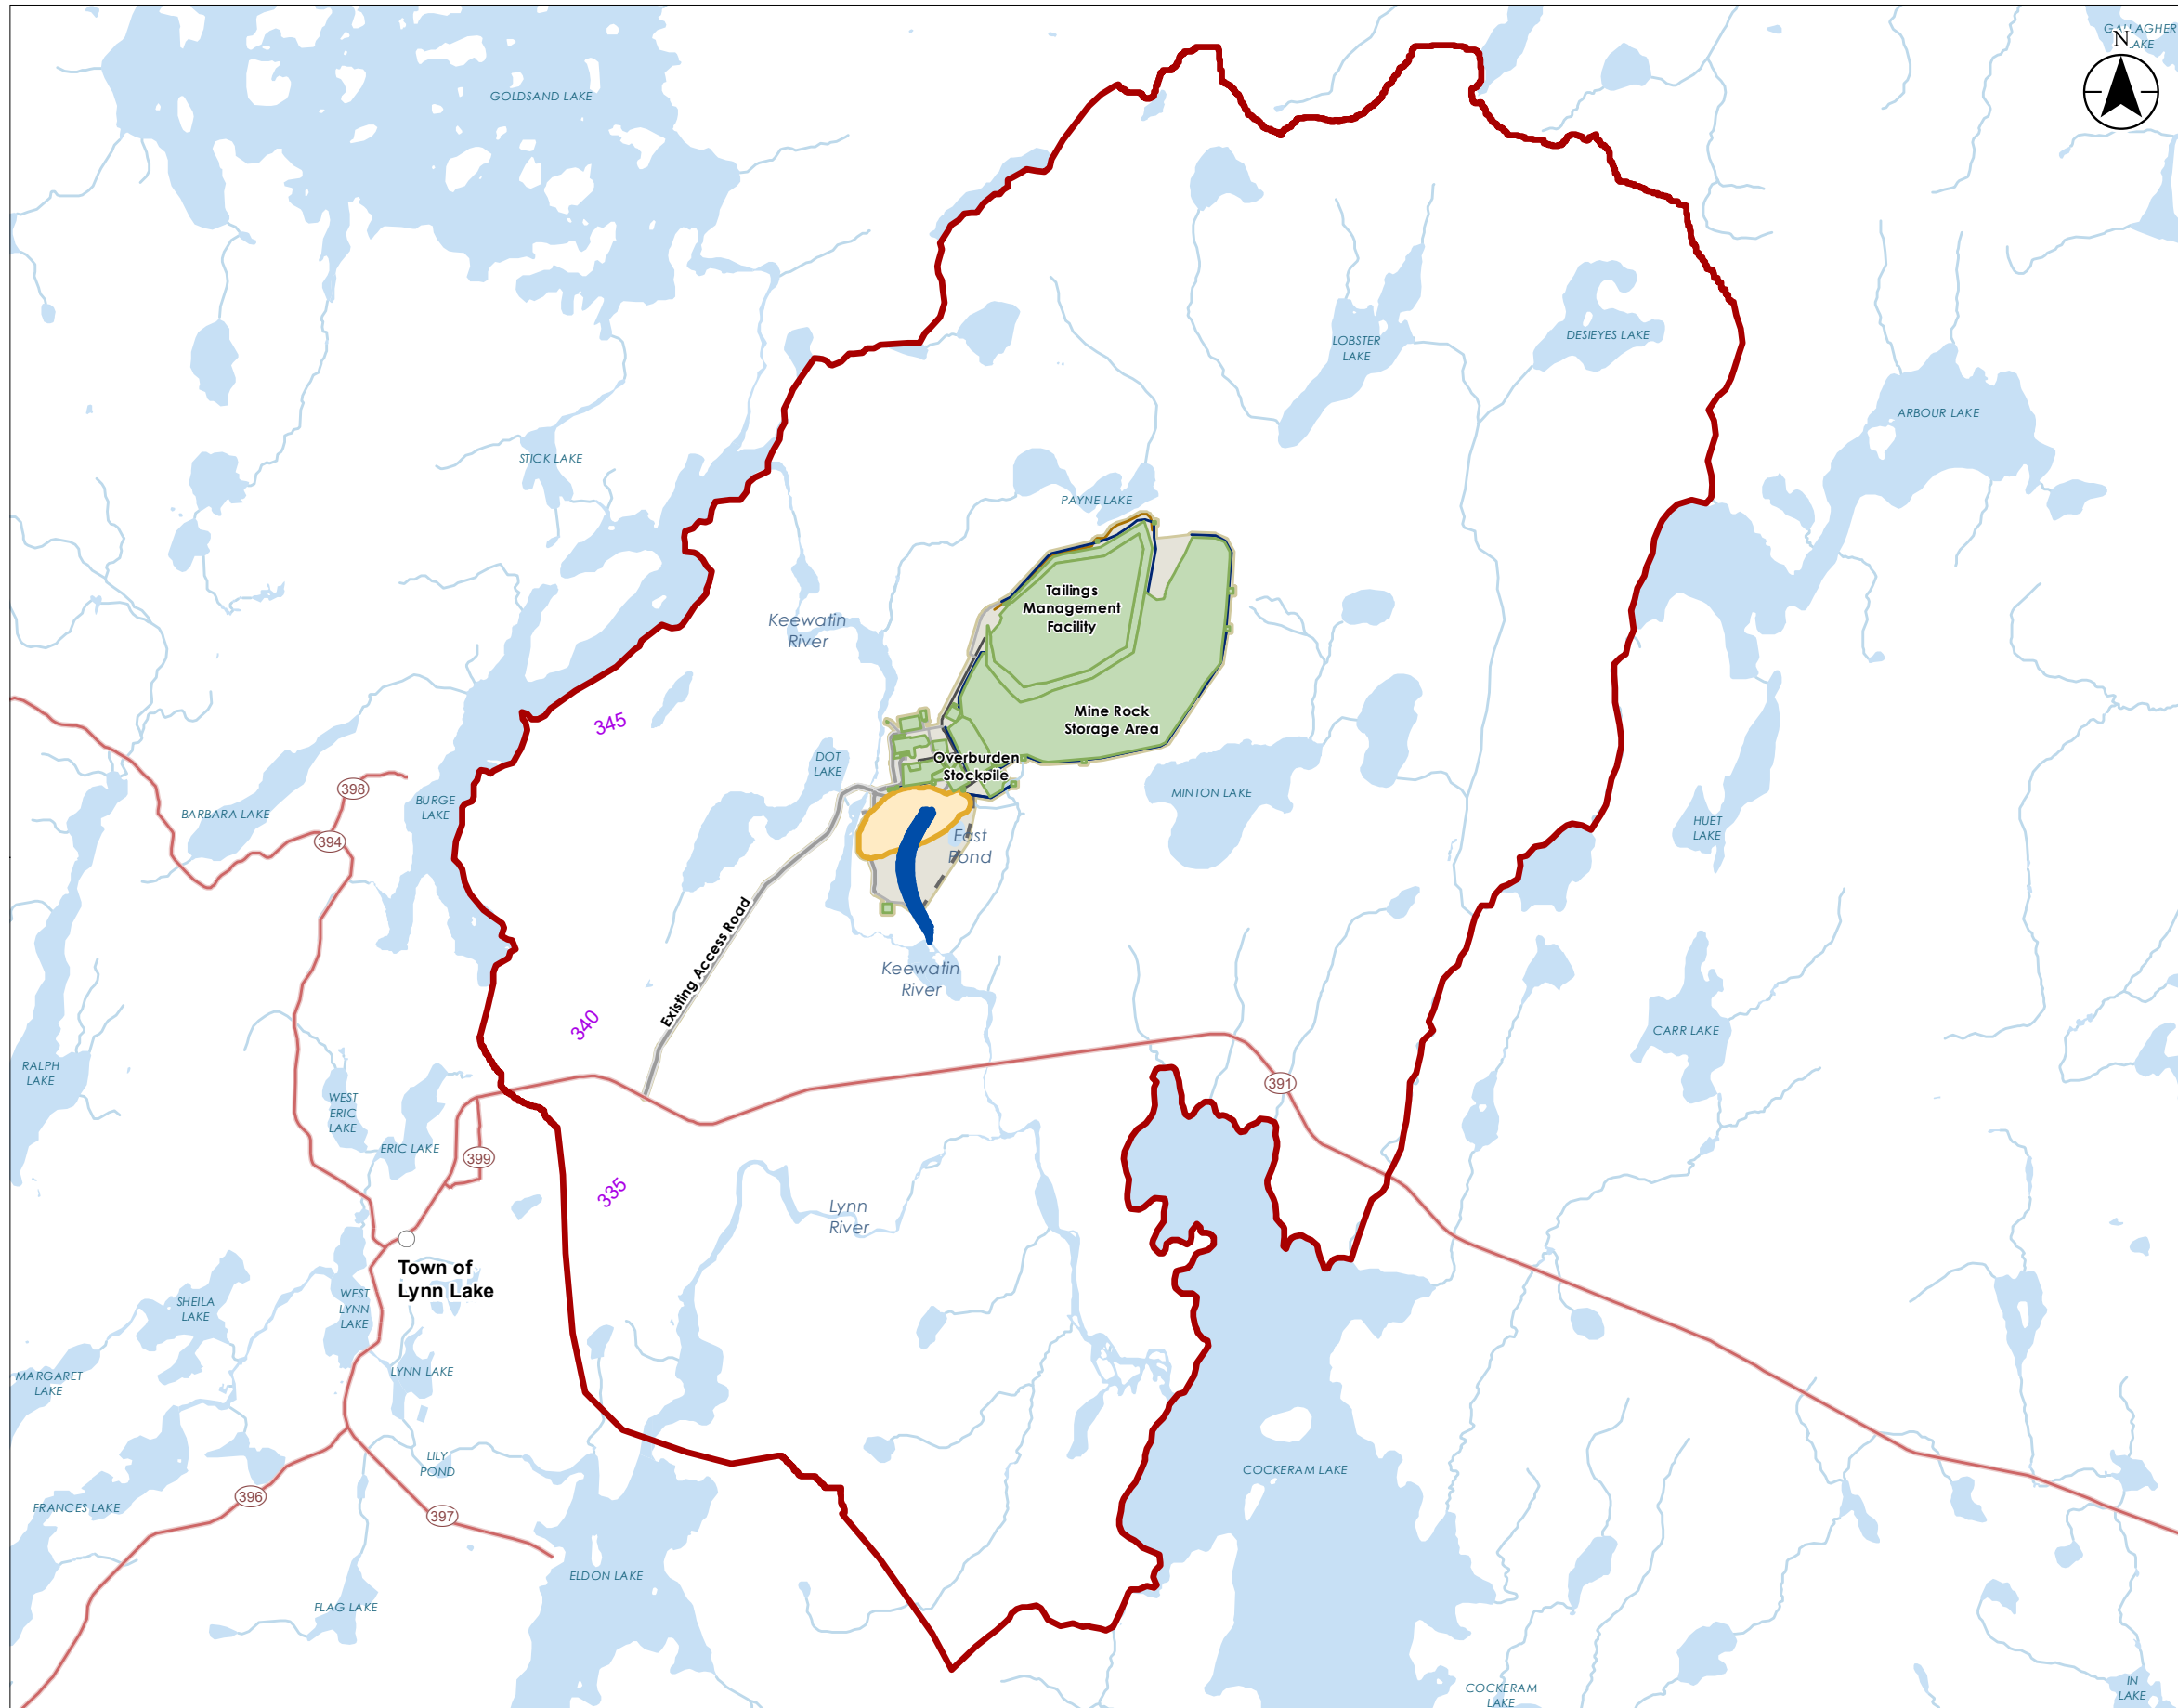 GALLAGHER
LAKE
N
GOLDSAND LAKE
LOBSTER
LAKE
DESIEYES LAKE
ARBOUR LAKE
STICK LAKE
PAYNE LAKE
Tailings
Management
Facility
Keewatin
River
Mine Rock
Storage Area
345
DOT
LAKE
Overburden
Stockpile
398
BURGE
LAKE
BARBARA LAKE
MINTON LAKE
394
East
Pond
HUET
LAKE
Existing Access Road
Keewatin
River
340
CARR LAKE
RALPH
LAKE
391
WEST
ERIC
LAKE
ERIC LAKE
399
335
Lynn
River
Town of
Lynn Lake
SHEILA
LAKE
WEST
LYNN
LAKE
MARGARET
LAKE
LYNN LAKE
LILY
POND
COCKERAM LAKE
396
FRANCES LAKE
397
ELDON LAKE
FLAG LAKE
COCKERAM
LAKE
IN
LAKE